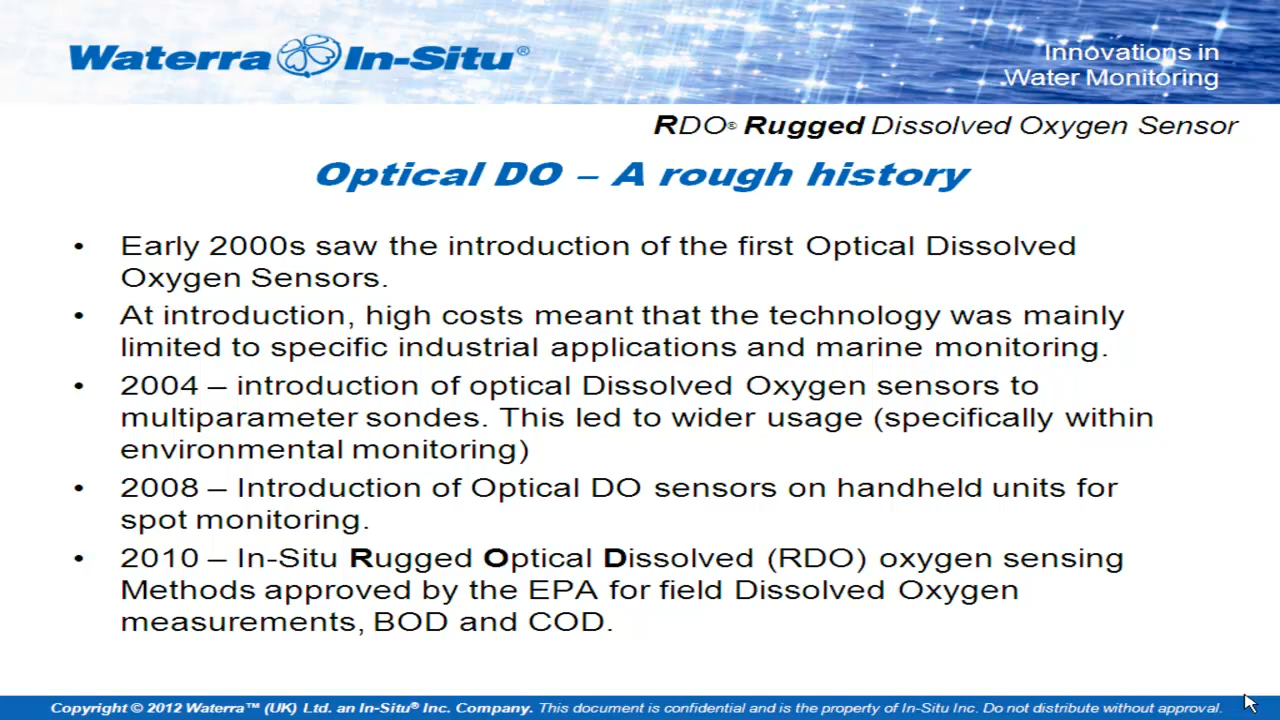 Waterra In-Situ®
Innovations in
Water Monitoring
RDO® Rugged Dissolved Oxygen Sensor
Optical DO – A rough history
• Early 2000s saw the introduction of the first Optical Dissolved
Oxygen Sensors.
• At introduction, high costs meant that the technology was mainly
limited to specific industrial applications and marine monitoring.
• 2004 – introduction of optical Dissolved Oxygen sensors to
multiparameter sondes. This led to wider usage (specifically within
environmental monitoring)
• 2008 – Introduction of Optical DO sensors on handheld units for
spot monitoring.
• 2010 – In-Situ Rugged Optical Dissolved (RDO) oxygen sensing
Methods approved by the EPA for field Dissolved Oxygen
measurements, BOD and COD.
Copyright © 2012 Waterra™ (UK) Ltd. an In-Situ® Inc. Company. This document is confidential and is the property of In-Situ Inc. Do not distribute without approval.